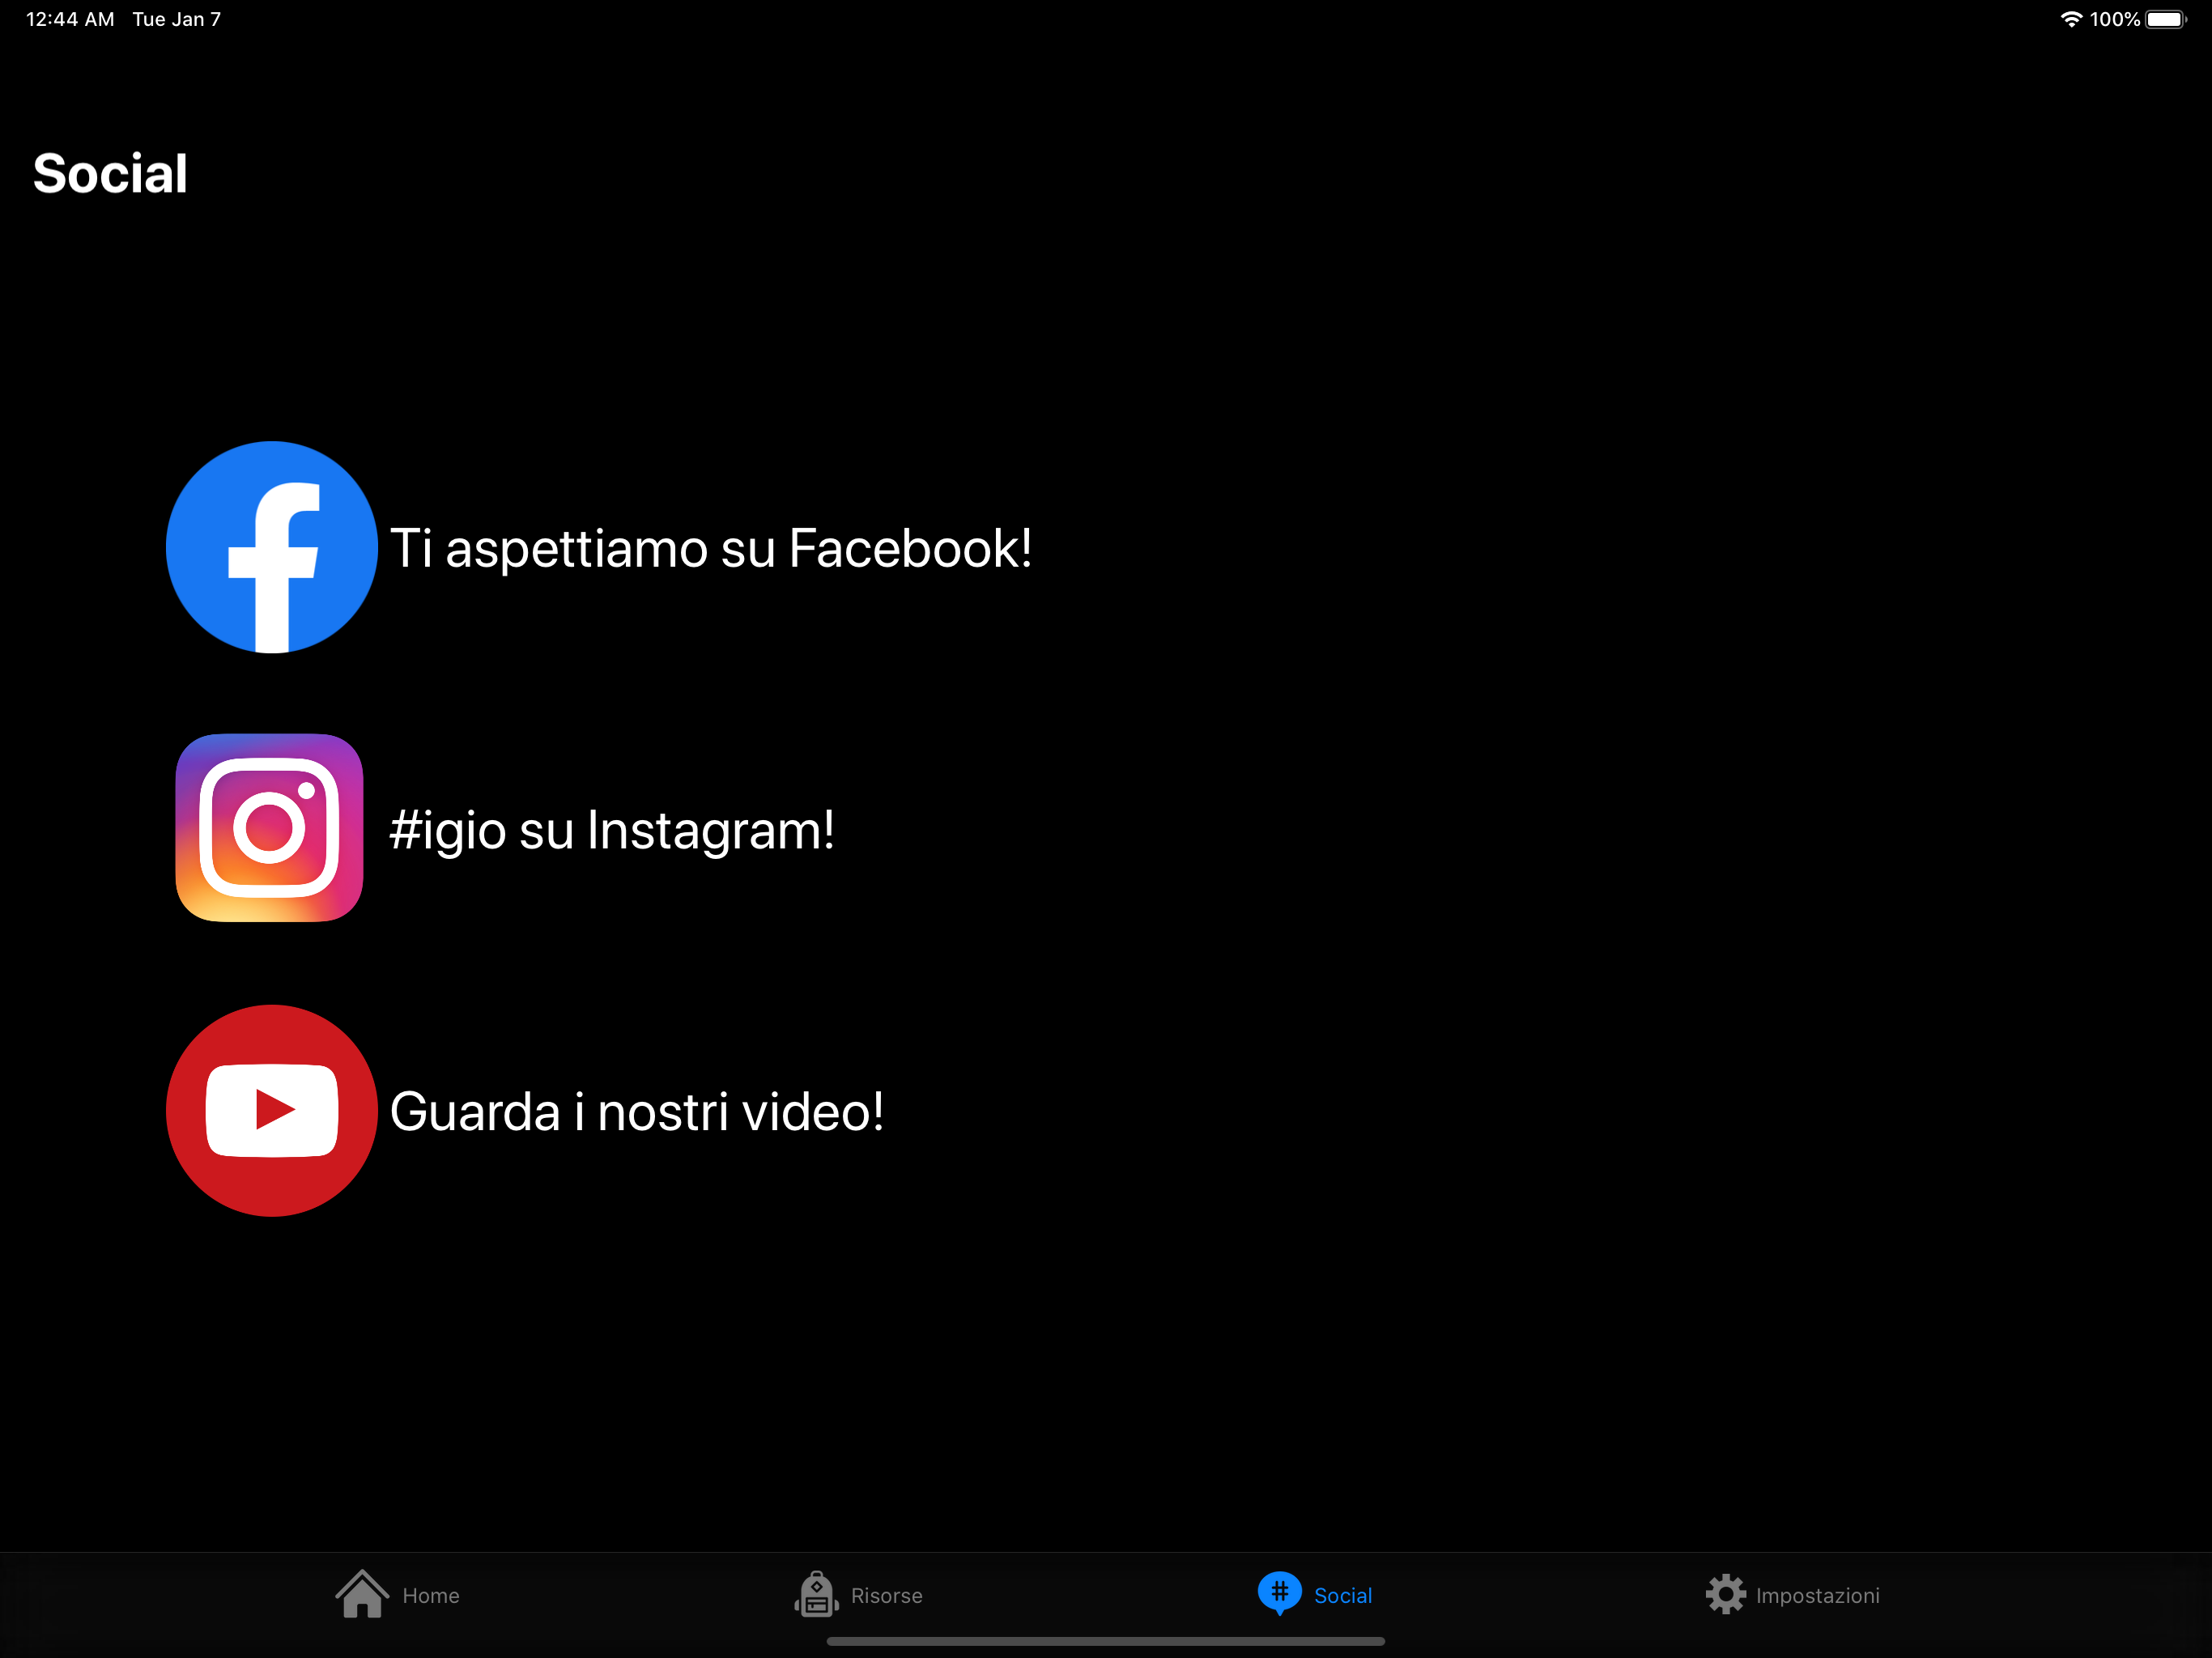 12:44 AM Tue Jan 7
100%
Social
Ti aspettiamo su Facebook!
#igio su Instagram!
Guarda i nostri video!
Home
Risorse
Social
Impostazioni